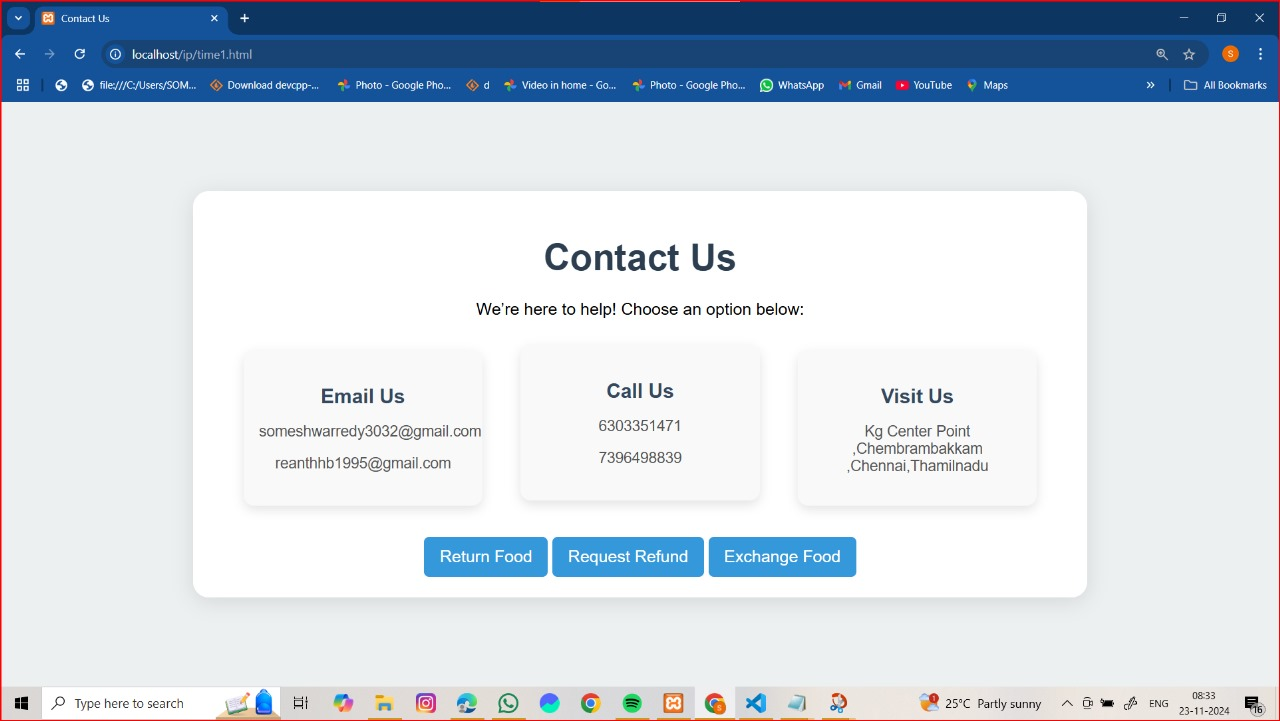 Contact Us
localhost/ip/time1.html
S
file:///C:/Users/SOM...
Download devcpp-...
Photo - Google Pho...
d
Video in home - Go...
Photo - Google Pho...
WhatsApp
Gmail
YouTube
Maps
»
All Bookmarks
Contact Us
We're here to help! Choose an option below:
Email Us
someshwarredy3032@gmail.com
reanthhb1995@gmail.com
Call Us
6303351471
7396498839
Visit Us
Kg Center Point
,Chembrambakkam
,Chennai,Thamilnadu
Return Food
Request Refund
Exchange Food
Type here to search
1
25°C Partly sunny
ENG
08:33
23-11-2024
16